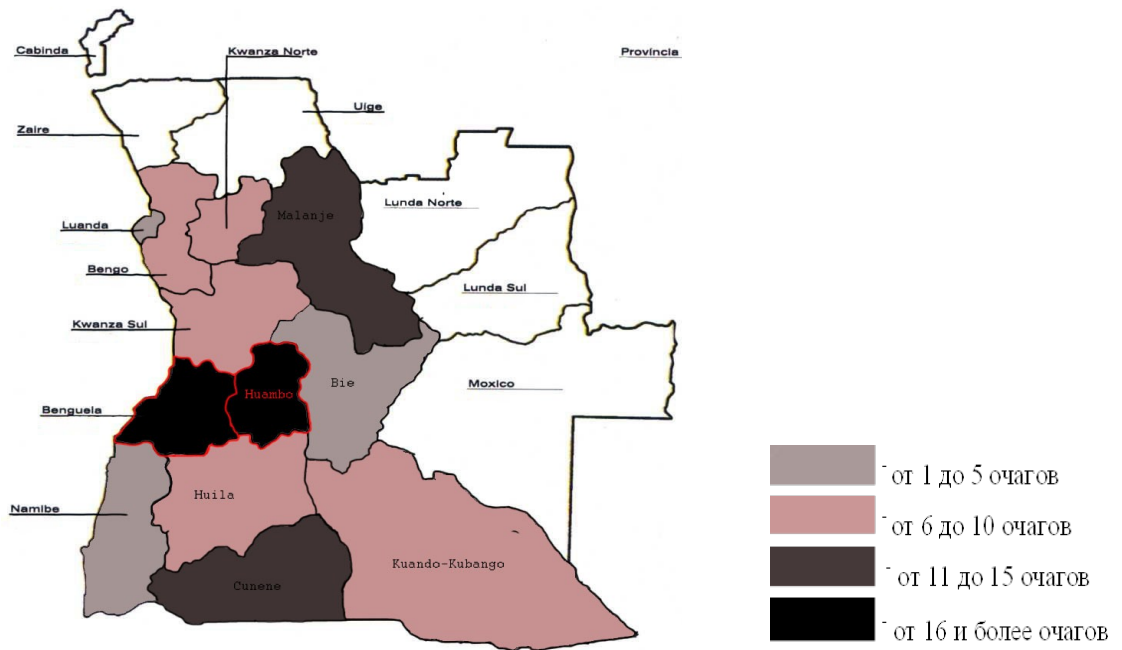 Cabinda
Kwanza Norte
Provincia
Uige
Zaire
Malanje
Lunda Norte
Luanda
Bengo
Lunda Sul
Kwanza Sul
Bie
Moxico
Huambo
Benguela
Huila
Namibe
Kuando-Kubango
Cunene
- от 1 до 5 очагов
- от 6 до 10 очагов
- от 11 до 15 очагов
- от 16 и более очагов